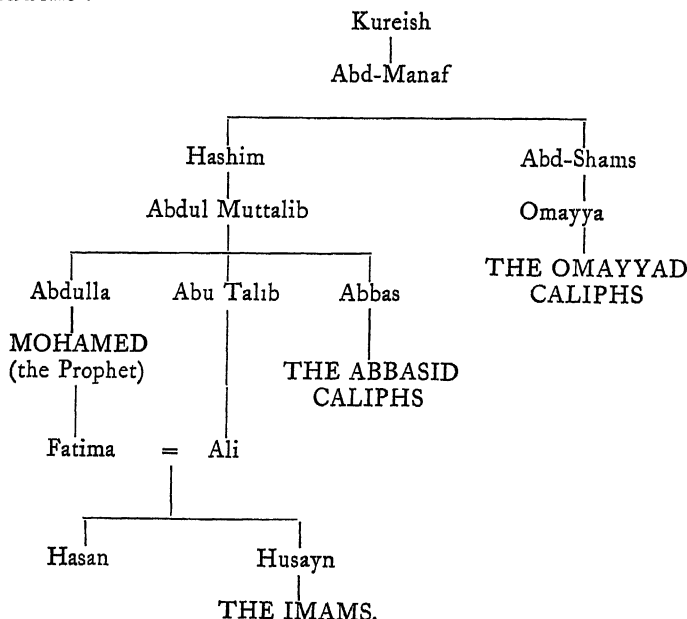 Kureish
Abd-Manaf
Hashim Abd-Shams
Abdul Muttalib Omayya
THE OMAYYAD
CALIPHS
Abdulla Abu Talib Abbas
MOHAMED
(the Prophet)
THE ABBASID
CALIPHS
Fatima = Ali
Hasan Husayn
THE IMAMS.